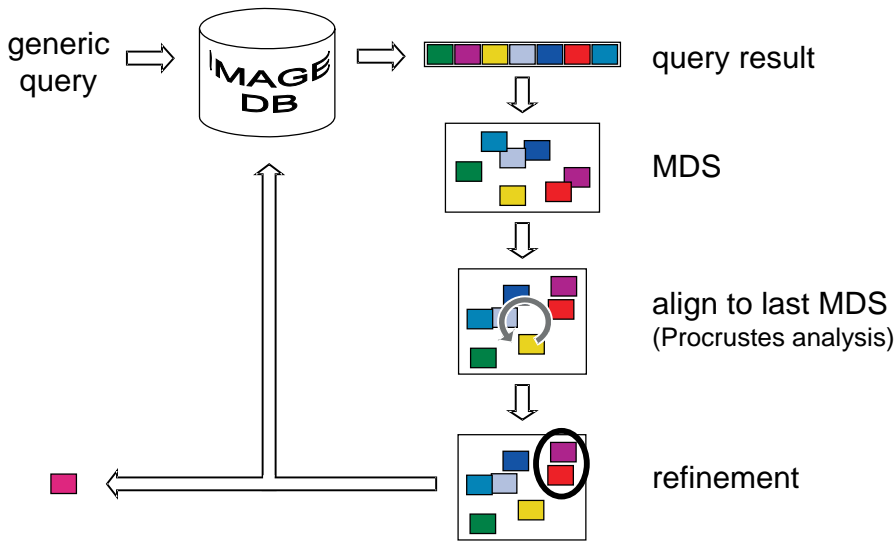 generic
query
IMAGE
DB
query result
MDS
align to last MDS
(Procrustes analysis)
refinement